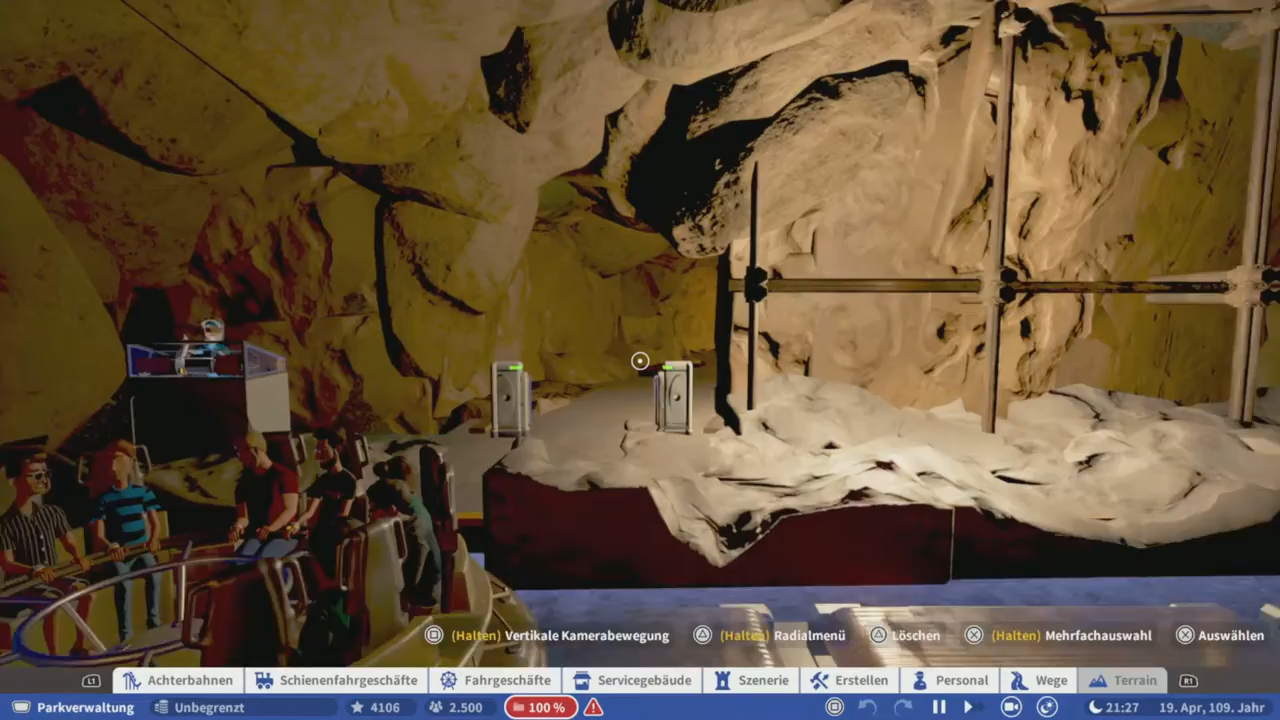 (Halten) Vertikale Kamerabewegung (Halten) Radialmenü Löschen (Halten) Mehrfachauswahl Auswählen
L1 Achterbahnen Schienenfahrgeschäfte Fahrgeschäfte Servicegebäude Szenerie Erstellen Personal Wege Terrain R1
Parkverwaltung Unbegrenzt 4106 2.500 100 % 21:27 19. Apr, 109. Jahr